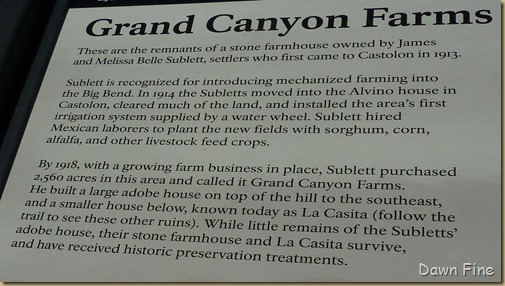 Grand Canyon Farms
These are the remnants of a stone farmhouse owned by James
and Melissa Belle Sublett, settlers who first came to Castolon in 1913.
Sublett is recognized for introducing mechanized farming into
the Big Bend. In 1914 the Subletts moved into the Alvino house in
Castolon, cleared much of the land, and installed the area's first
irrigation system supplied by a water wheel. Sublett hired
Mexican laborers to plant the new fields with sorghum, corn,
alfalfa, and other livestock feed crops.
By 1918, with a growing farm business in place, Sublett purchased
2,560 acres in this area and called it Grand Canyon Farms.
He built a large adobe house on top of the hill to the southeast,
and a smaller house below, known today as La Casita (follow the
trail to see these other ruins). While little remains of the Subletts'
adobe house, their stone farmhouse and La Casita survive,
and have received historic preservation treatments.
Dawn Fine